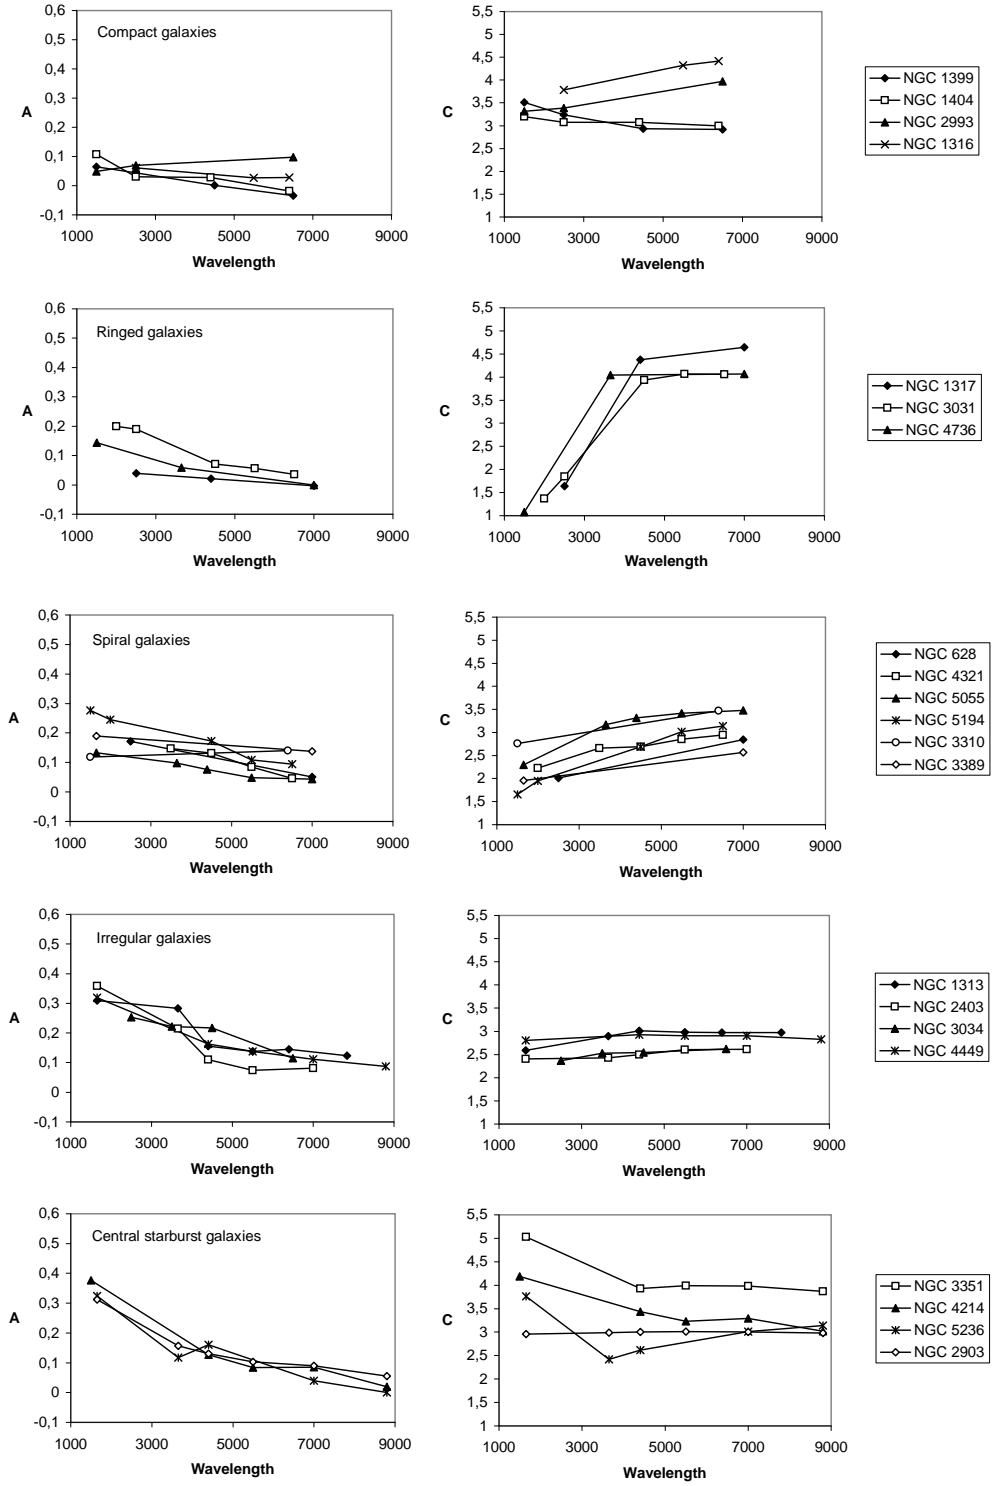 Compact galaxies
0,6
0,5
0,4
0,3
0,2
0,1
0
-0,1
A
1000 3000 5000 7000 9000
Wavelength
5,5
5
4,5
4
3,5
3
2,5
2
1,5
1
C
1000 3000 5000 7000 9000
Wavelength
NGC 1399
NGC 1404
NGC 2993
NGC 1316
Ringed galaxies
0,6
0,5
0,4
0,3
0,2
0,1
0
-0,1
A
1000 3000 5000 7000 9000
Wavelength
5,5
5
4,5
4
3,5
3
2,5
2
1,5
1
C
1000 3000 5000 7000 9000
Wavelength
NGC 1317
NGC 3031
NGC 4736
Spiral galaxies
0,6
0,5
0,4
0,3
0,2
0,1
0
-0,1
A
1000 3000 5000 7000 9000
Wavelength
5,5
5
4,5
4
3,5
3
2,5
2
1,5
1
C
1000 3000 5000 7000 9000
Wavelength
NGC 628
NGC 4321
NGC 5055
NGC 5194
NGC 3310
NGC 3389
Irregular galaxies
0,6
0,5
0,4
0,3
0,2
0,1
0
-0,1
A
1000 3000 5000 7000 9000
Wavelength
5,5
5
4,5
4
3,5
3
2,5
2
1,5
1
C
1000 3000 5000 7000 9000
Wavelength
NGC 1313
NGC 2403
NGC 3034
NGC 4449
Central starburst galaxies
0,6
0,5
0,4
0,3
0,2
0,1
0
-0,1
A
1000 3000 5000 7000 9000
Wavelength
5,5
5
4,5
4
3,5
3
2,5
2
1,5
1
C
1000 3000 5000 7000 9000
Wavelength
NGC 3351
NGC 4214
NGC 5236
NGC 2903